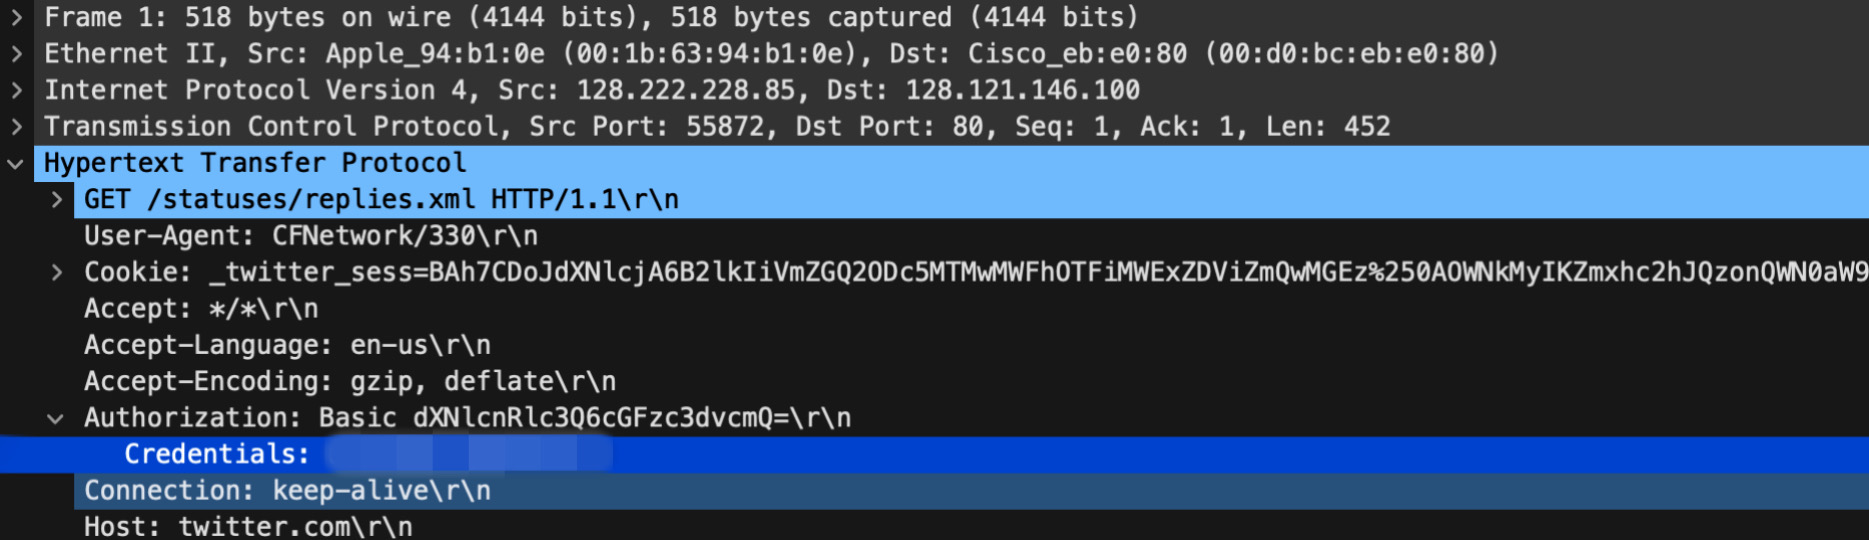 Frame 1: 518 bytes on wire (4144 bits), 518 bytes captured (4144 bits)
Ethernet II, Src: Apple_94:b1:0e (00:1b:63:94:b1:0e), Dst: Cisco_eb:e0:80 (00:d0:bc:eb:e0:80)
Internet Protocol Version 4, Src: 128.222.228.85, Dst: 128.121.146.100
Transmission Control Protocol, Src Port: 55872, Dst Port: 80, Seq: 1, Ack: 1, Len: 452
Hypertext Transfer Protocol
GET /statuses/replies.xml HTTP/1.1\r\n
User-Agent: CFNetwork/330\r\n
Cookie: _twitter_sess=BAh7CDoJdXNlcjA6B2lkIiVmZGQ2ODc5MTMwMWFhOTFiMWExZDViZmQwMGEz%250AOWNkMyIKZmxhc2hJQzonQWN0aW9
Accept: */*\r\n
Accept-Language: en-us\r\n
Accept-Encoding: gzip, deflate\r\n
Authorization: Basic dXNlcnRlc3Q6cGFzc3dvcmQ=\r\n
Credentials:
Connection: keep-alive\r\n
Host: twitter.com\r\n